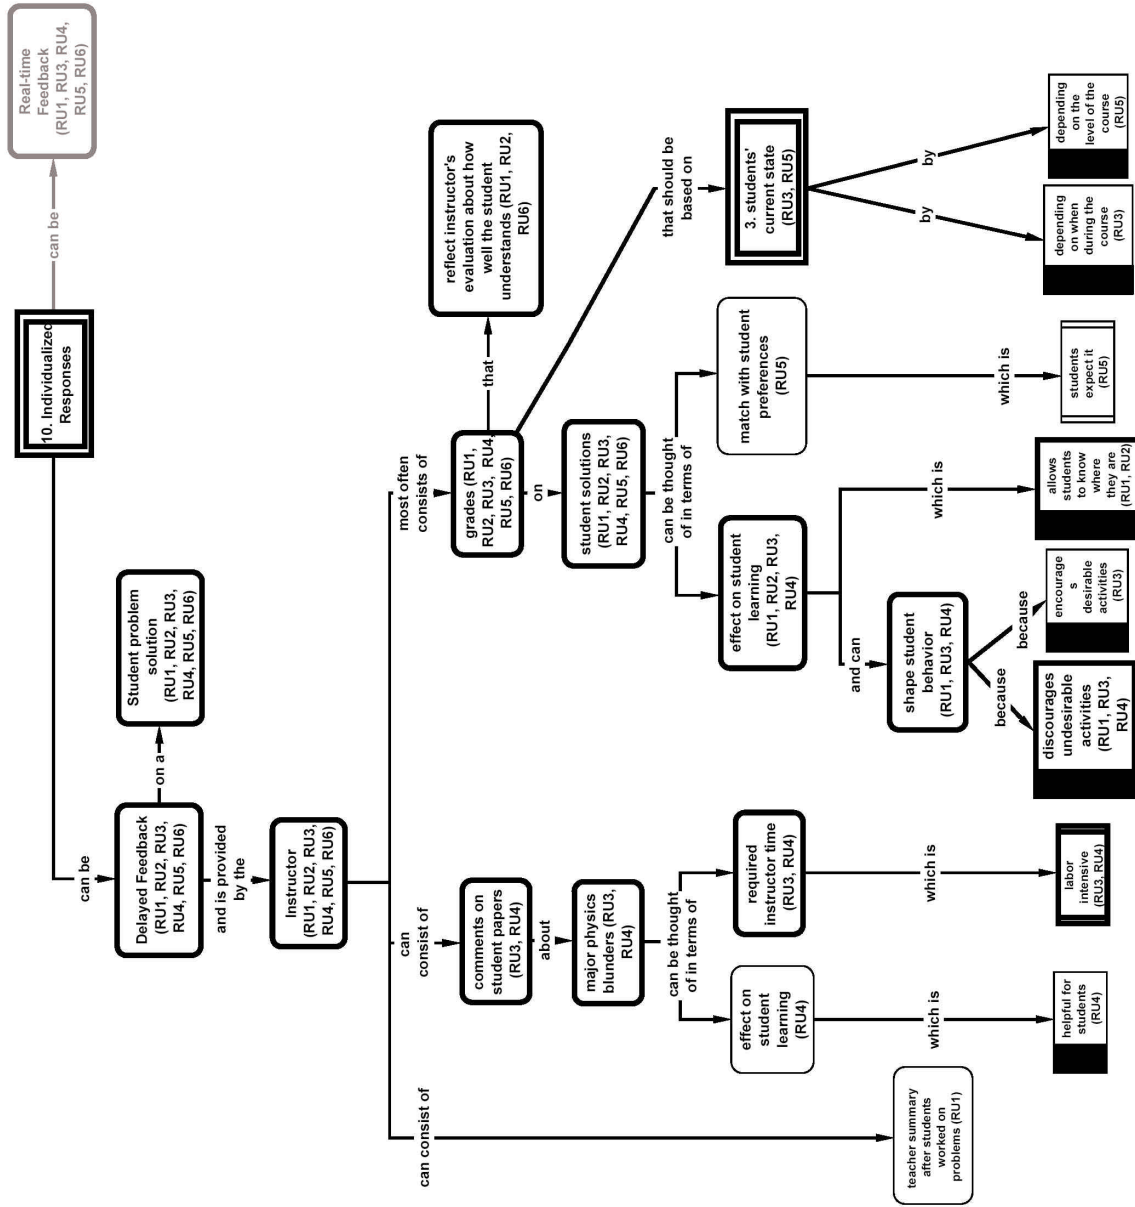 10. Individualized
Responses
can be
Real-time
Feedback
(RU1, RU3, RU4,
RU5, RU6)
can be
Delayed Feedback
(RU1, RU2, RU3,
RU4, RU5, RU6)
on a
Student problem
solution
(RU1, RU2, RU3,
RU4, RU5, RU6)
and is provided
by the
Instructor
(RU1, RU2, RU3,
RU4, RU5, RU6)
can consist of
teacher summary
after students
worked on
problems (RU1)
can
consist of
comments on
student papers
(RU3, RU4)
about
major physics
blunders (RU3,
RU4)
can be thought
of in terms of
effect on
student
learning
(RU4)
which is
helpful for
students
(RU4)
required
instructor time
(RU3, RU4)
which is
labor
intensive
(RU3, RU4)
most often
consists of
grades (RU1,
RU2, RU3, RU4,
RU5, RU6)
that
reflect instructor's
evaluation about how
well the student
understands (RU1, RU2,
RU6)
on
student solutions
(RU1, RU2, RU3,
RU4, RU5, RU6)
can be thought
of in terms of
effect on student
learning
(RU1, RU2, RU3,
RU4)
and can
shape student
behavior
(RU1, RU3, RU4)
because
discourages
undesirable
activities
(RU1, RU3,
RU4)
because
encourage
s
desirable
activities
(RU3)
which is
allows
students
to know
where
they are
(RU1, RU2)
match with student
preferences
(RU5)
which is
students
expect it
(RU5)
that should be
based on
3. students'
current state
(RU3, RU5)
by
depending
on when
during the
course
(RU3)
by
depending
on the
level of the
course
(RU5)